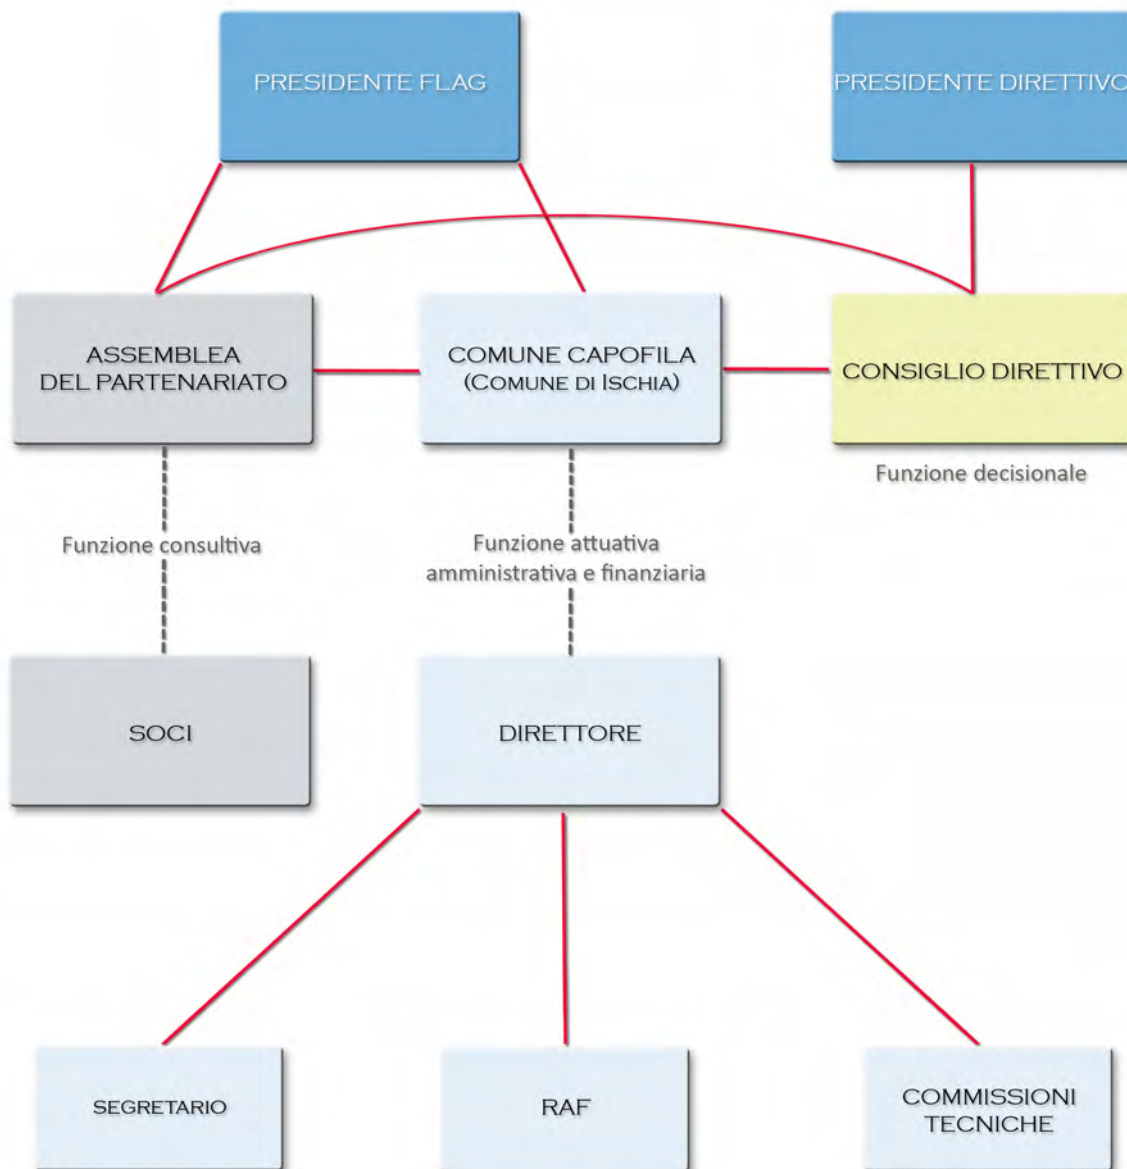 PRESIDENTE FLAG
PRESIDENTE DIRETTIVO
ASSEMBLEA
DEL PARTENARIATO
COMUNE CAPOFILA
(COMUNE DI ISCHIA)
CONSIGLIO DIRETTIVO
Funzione decisionale
Funzione consultiva
Funzione attuativa
amministrativa e finanziaria
SOCI
DIRETTORE
SEGRETARIO
RAF
COMMISSIONI
TECNICHE